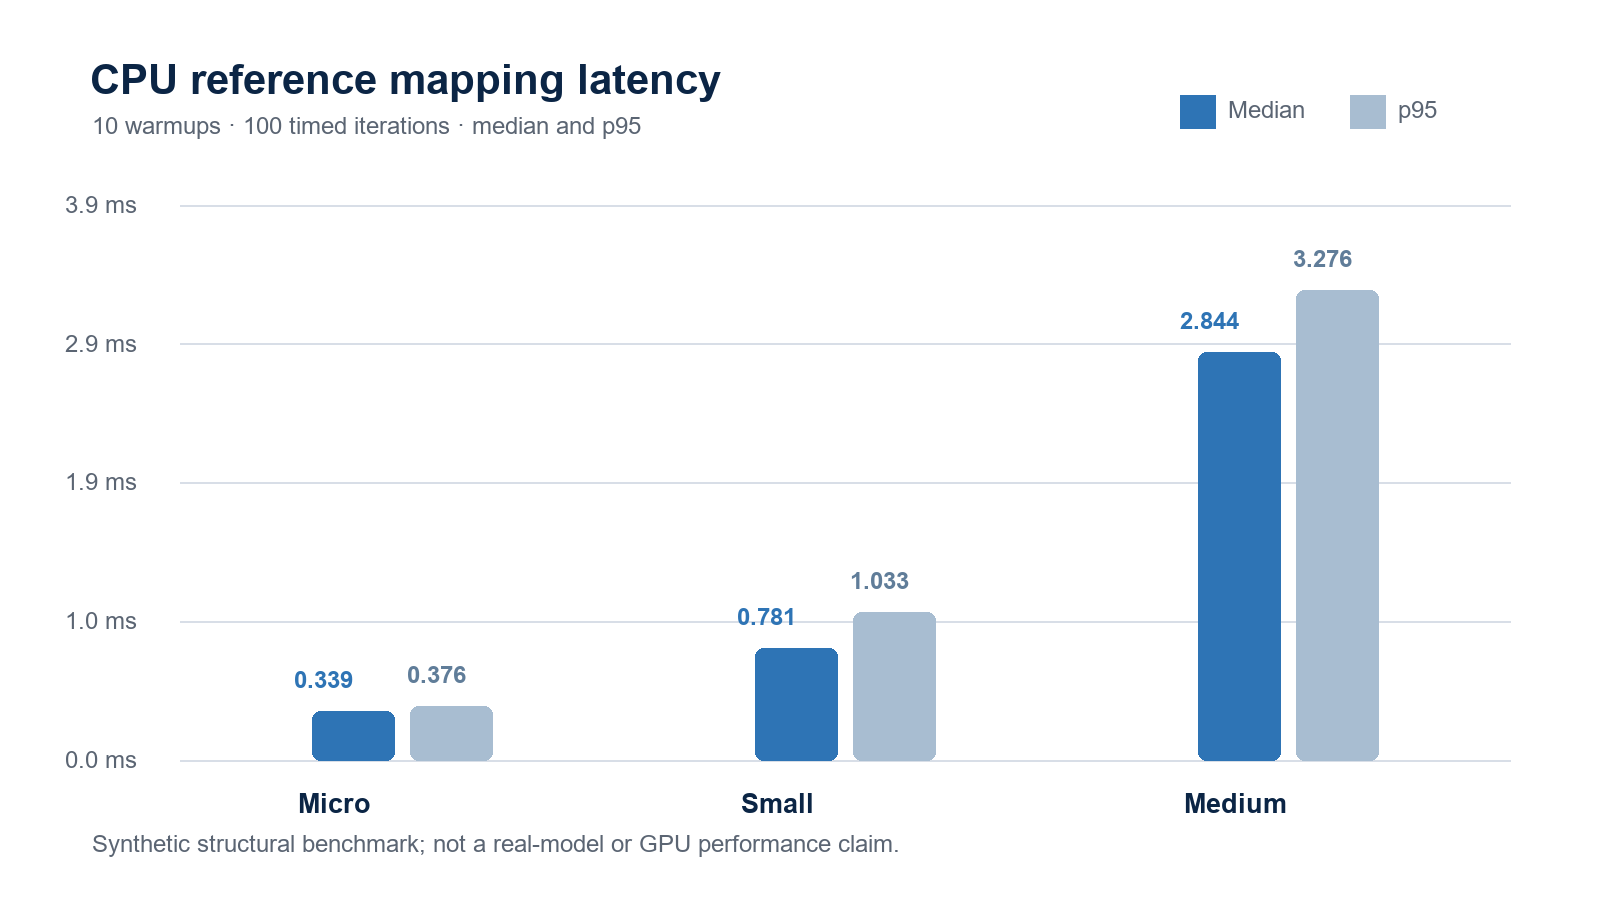 CPU reference mapping latency
10 warmups · 100 timed iterations · median and p95
Median
p95
3.9 ms
2.9 ms
1.9 ms
1.0 ms
0.0 ms
0.339
0.376
0.781
1.033
2.844
3.276
Micro
Small
Medium
Synthetic structural benchmark; not a real-model or GPU performance claim.